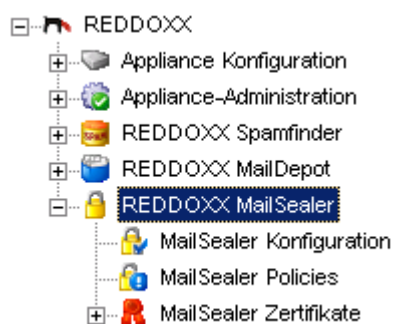 REDDOXX
Appliance Konfiguration
Appliance-Administration
REDDOXX Spamfinder
REDDOXX MailDepot
REDDOXX MailSealer
MailSealer Konfiguration
MailSealer Policies
MailSealer Zertifikate